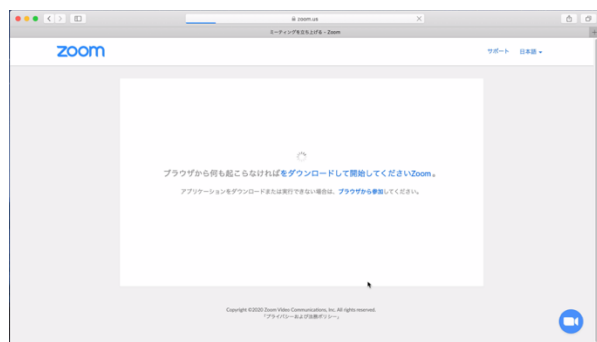 zoom.us
ミーティングを立ち上げる - Zoom
zoom
サポート 日本語
ブラウザから何も起こらなければをダウンロードして開始してくださいZoom。
アプリケーションをダウンロードまたは実行できない場合は、ブラウザから参加してください。
Copyright ©2020 Zoom Video Communications, Inc. All rights reserved.
「プライバシーおよび法務ポリシー」